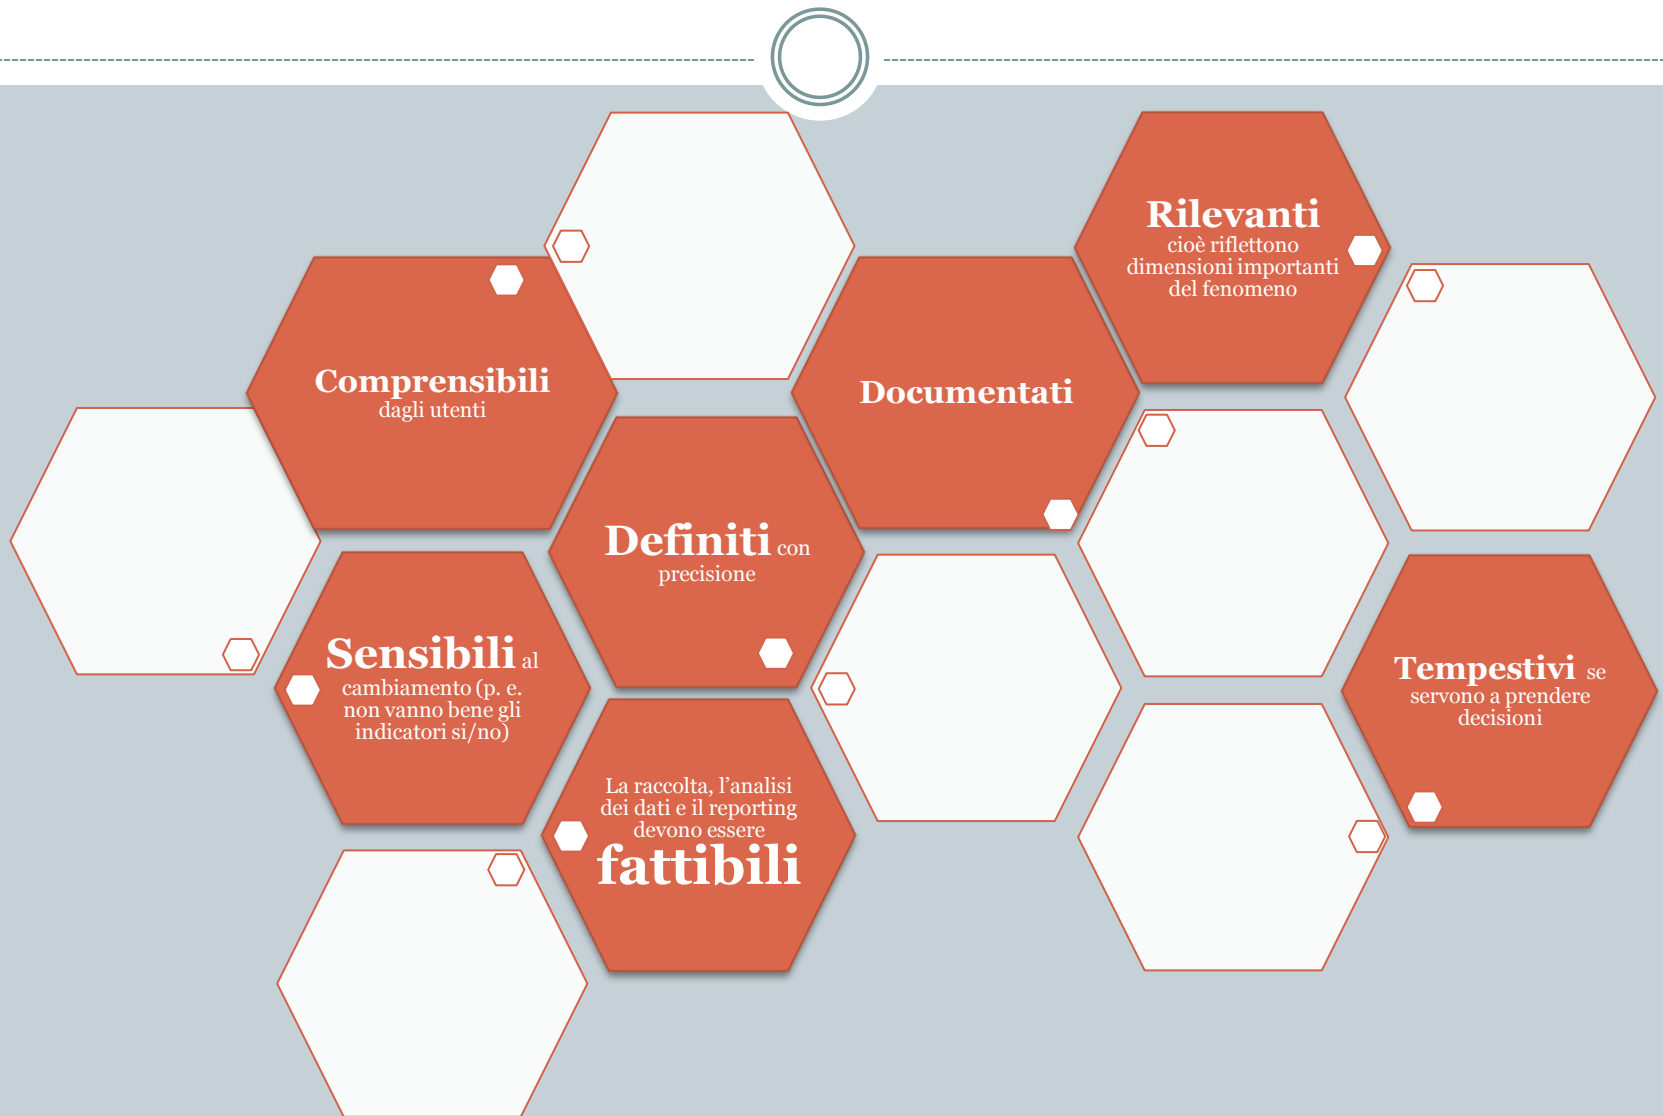 Rilevanti
cioè riflettono
dimensioni importanti
del fenomeno
Comprensibili
dagli utenti
Documentati
Definiti con
precisione
Sensibili al
cambiamento (p. e.
non vanno bene gli
indicatori si/no)
Tempestivi se
servono a prendere
decisioni
La raccolta, l’analisi
dei dati e il reporting
devono essere
fattibili